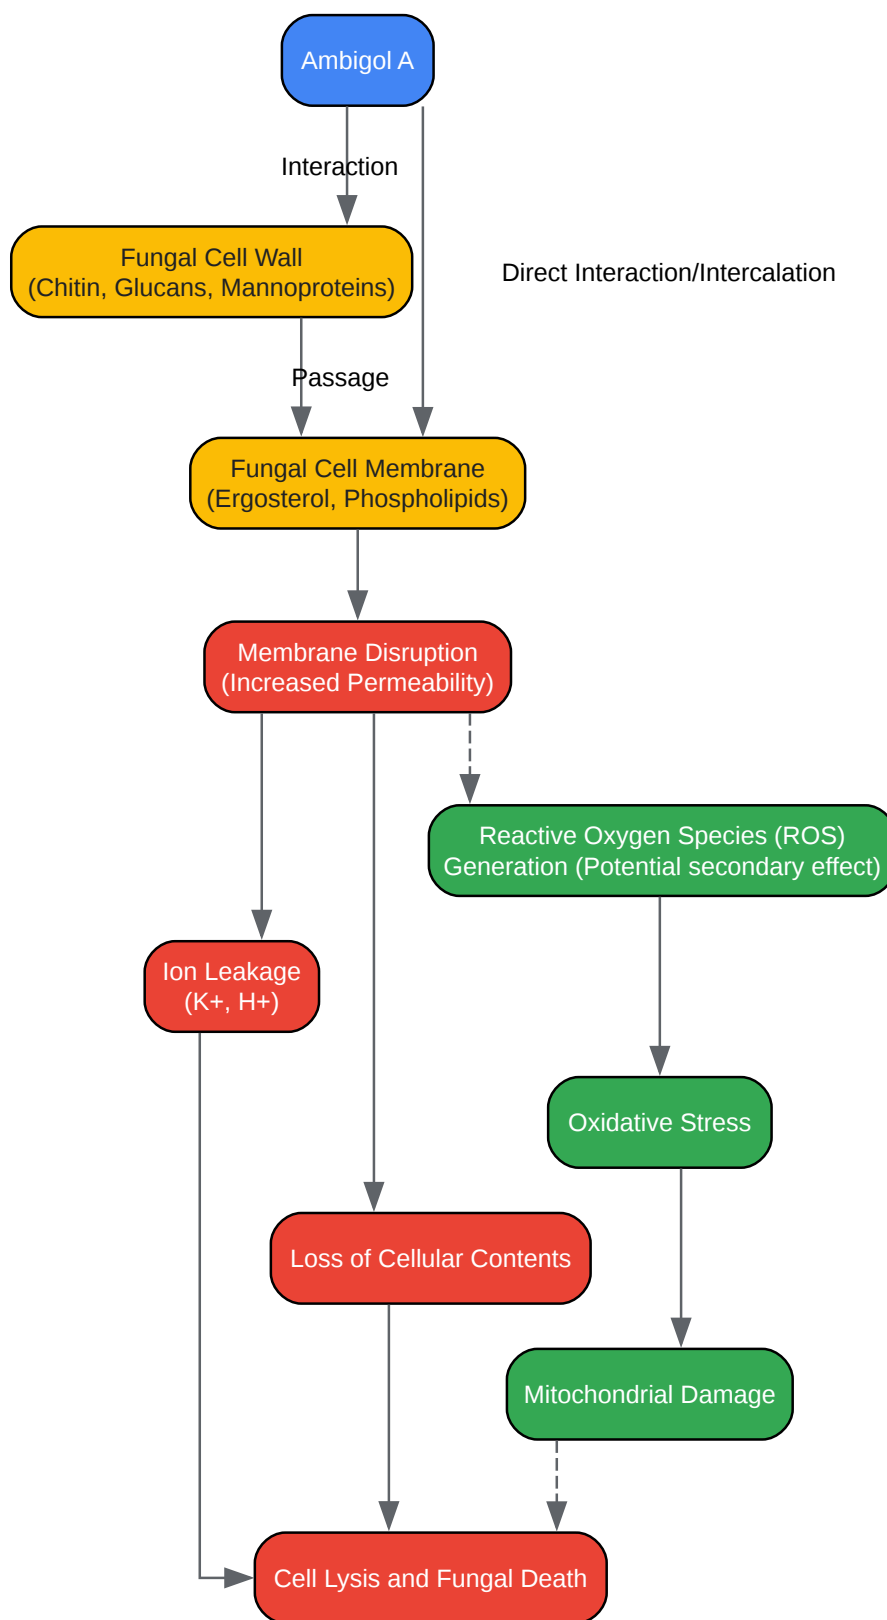 Ambigol A
Interaction
Fungal Cell Wall
(Chitin, Glucans, Mannoproteins)
Direct Interaction/Intercalation
Passage
Fungal Cell Membrane
(Ergosterol, Phospholipids)
Membrane Disruption
(Increased Permeability)
Reactive Oxygen Species (ROS)
Generation (Potential secondary effect)
Ion Leakage
(K+, H+)
Oxidative Stress
Loss of Cellular Contents
Mitochondrial Damage
Cell Lysis and Fungal Death